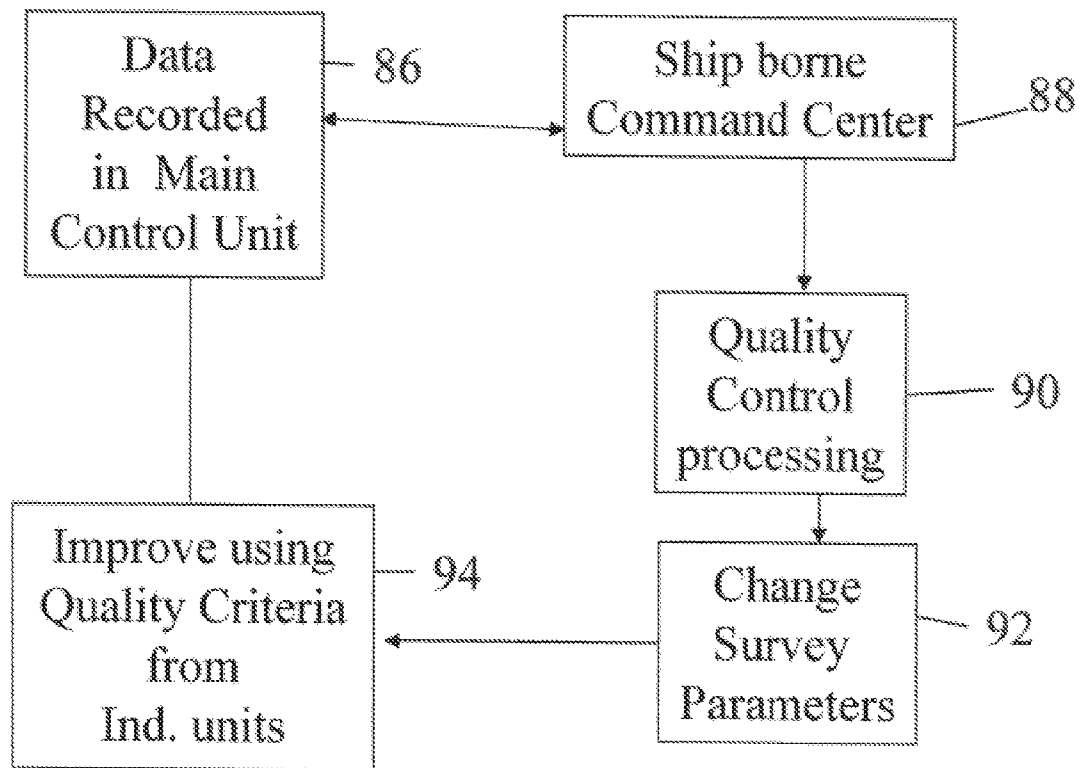 Data
Recorded
in Main
Control Unit
86
Ship borne
Command Center
88
Quality
Control
processing
90
Change
Survey
Parameters
92
Improve using
Quality Criteria
from
Ind. units
94